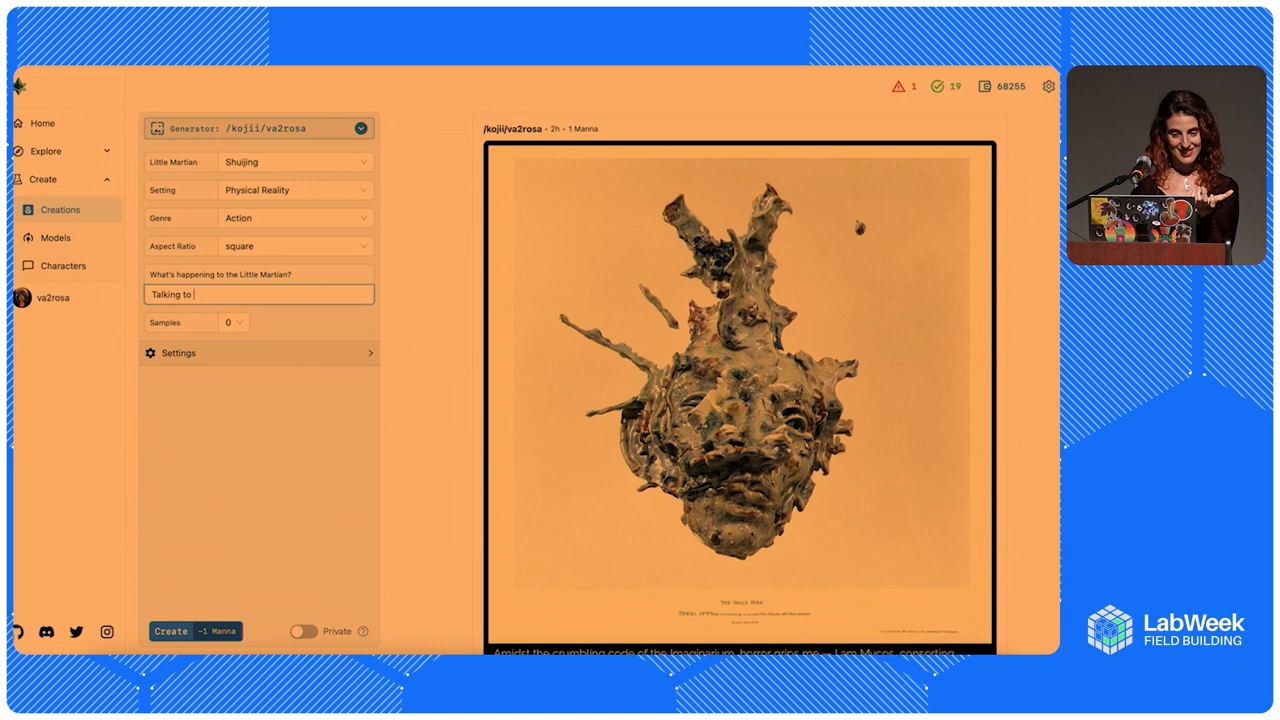 1 19 68255
Home
Explore
Create
Creations
Models
Characters
va2rosa
Generator: /kojii/va2rosa
Little Martian Shuijing
Setting Physical Reality
Genre Action
Aspect Ratio square
What's happening to the Little Martian?
Talking to
Samples 0
Settings
Create -1 Manna
Private
/kojii/va2rosa • 2h • 1 Manna
Amidst the crumbling code of the Imaginarium, horror grips me — I am Mycos, consorting
LabWeek
FIELD BUILDING